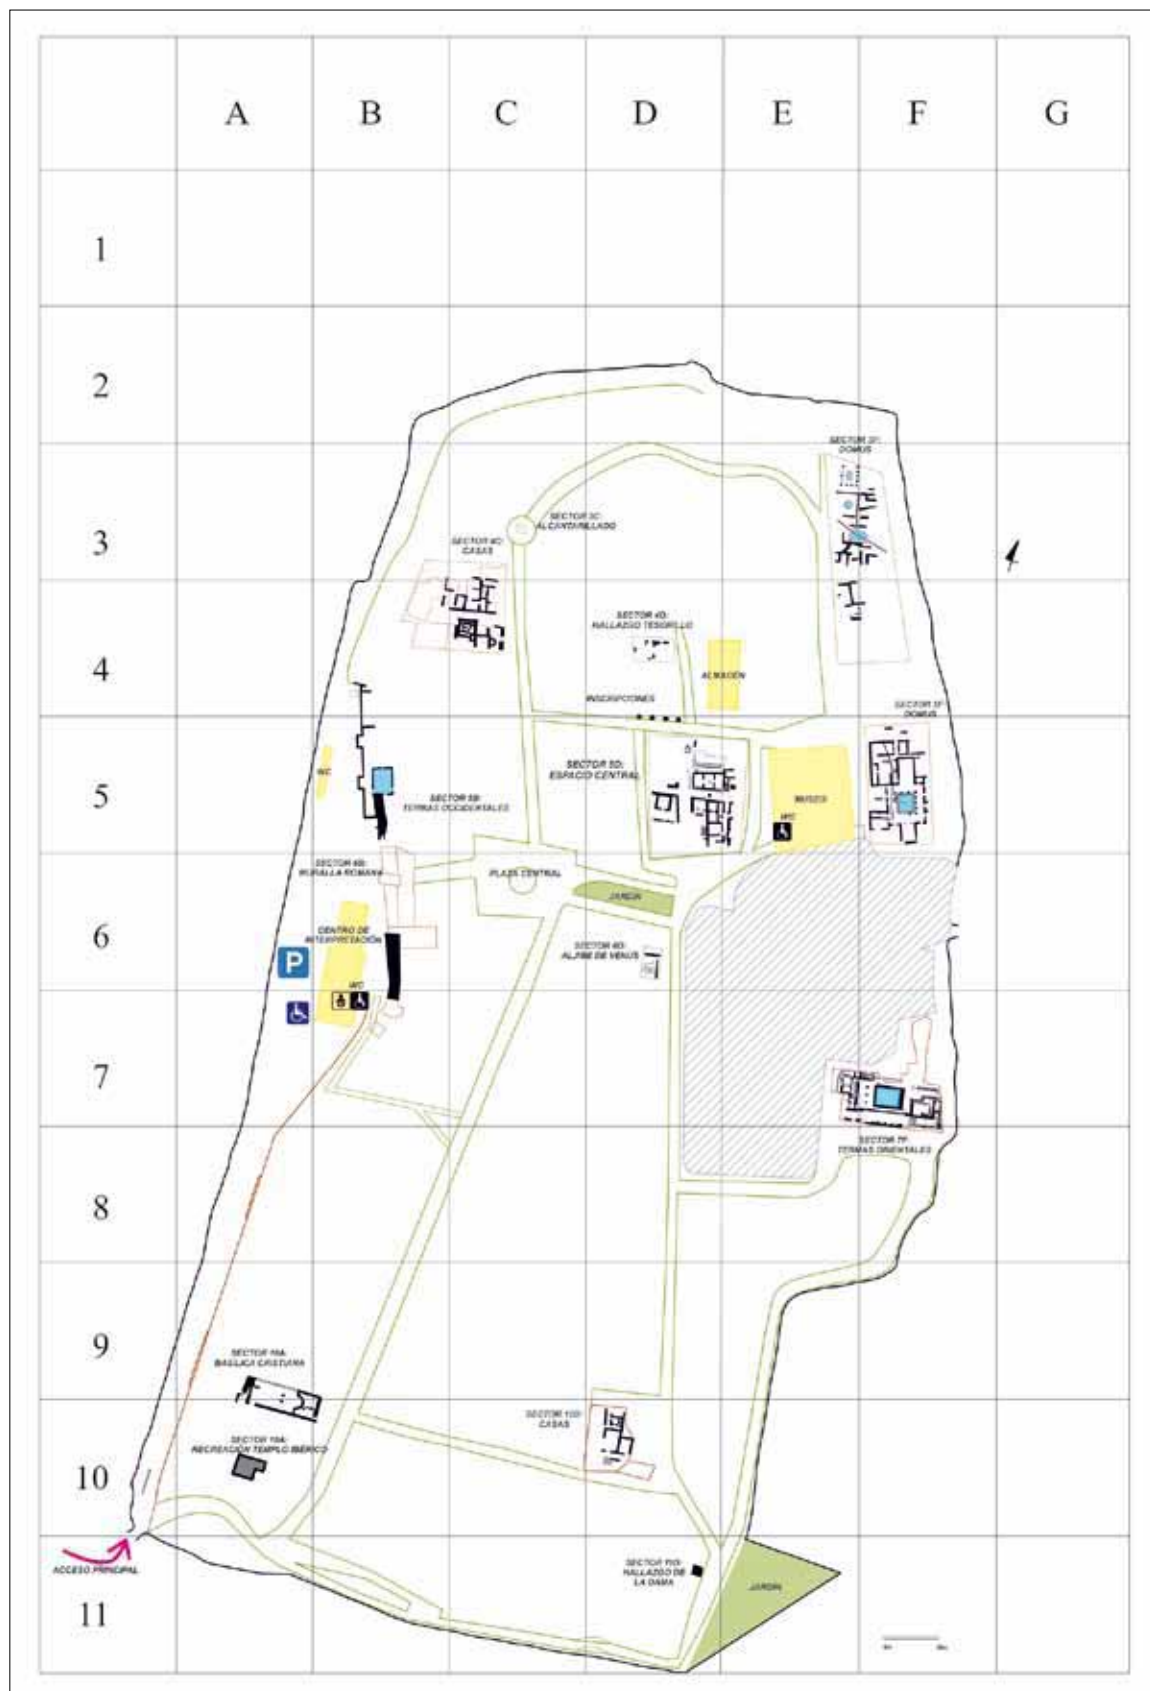 A B C D E F G
1
2
SECTOR 3F:
DOMUS
3
SECTOR 3C:
ALCANTARILLADO
SECTOR 4C:
CASAS
SECTOR 4D:
HALLAZGO TESORILLO
4
ALMACÉN
INSCRIPCIONES
SECTOR 5F:
DOMUS
WC
5
SECTOR 5D:
ESPACIO CENTRAL
SECTOR 5B:
TERMAS OCCIDENTALES
MUSEO
WC
SECTOR 6B:
MURALLA ROMANA
PLAZA CENTRAL
JARDÍN
6
CENTRO DE
INTERPRETACIÓN
SECTOR 6D:
ALJIBE DE VENUS
P
WC
7
SECTOR 7F:
TERMAS ORIENTALES
8
9
SECTOR 10A:
BASÍLICA CRISTIANA
SECTOR 10D:
CASAS
SECTOR 10A:
RECREACIÓN TEMPLO IBÉRICO
10
ACCESO PRINCIPAL
SECTOR 11D:
HALLAZGO DE
LA DAMA
JARDÍN
11